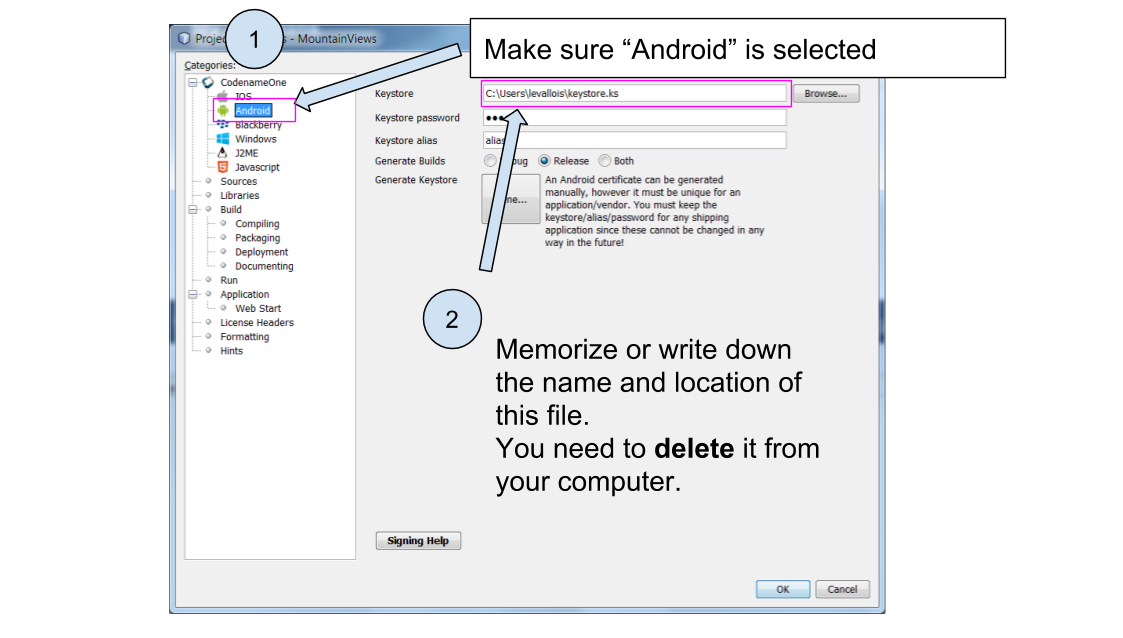 1
Make sure “Android” is selected
Projec s - MountainViews
Categories:
CodenameOne
IOS
Android
Blackberry
Windows
J2ME
Javascript
Sources
Libraries
Build
Compiling
Packaging
Deployment
Documenting
Run
Application
Web Start
License Headers
Formatting
Hints
Keystore
C:\Users\levallois\keystore.ks
Browse...
Keystore password
Keystore alias
alias
Generate Builds
Release
Both
Generate Keystore
An Android certificate can be generated
manually, however it must be unique for an
application/vendor. You must keep the
keystore/alias/password for any shipping
application since these cannot be changed in any
way in the future!
2
Memorize or write down
the name and location of
this file.
You need to delete it from
your computer.
Signing Help
OK
Cancel